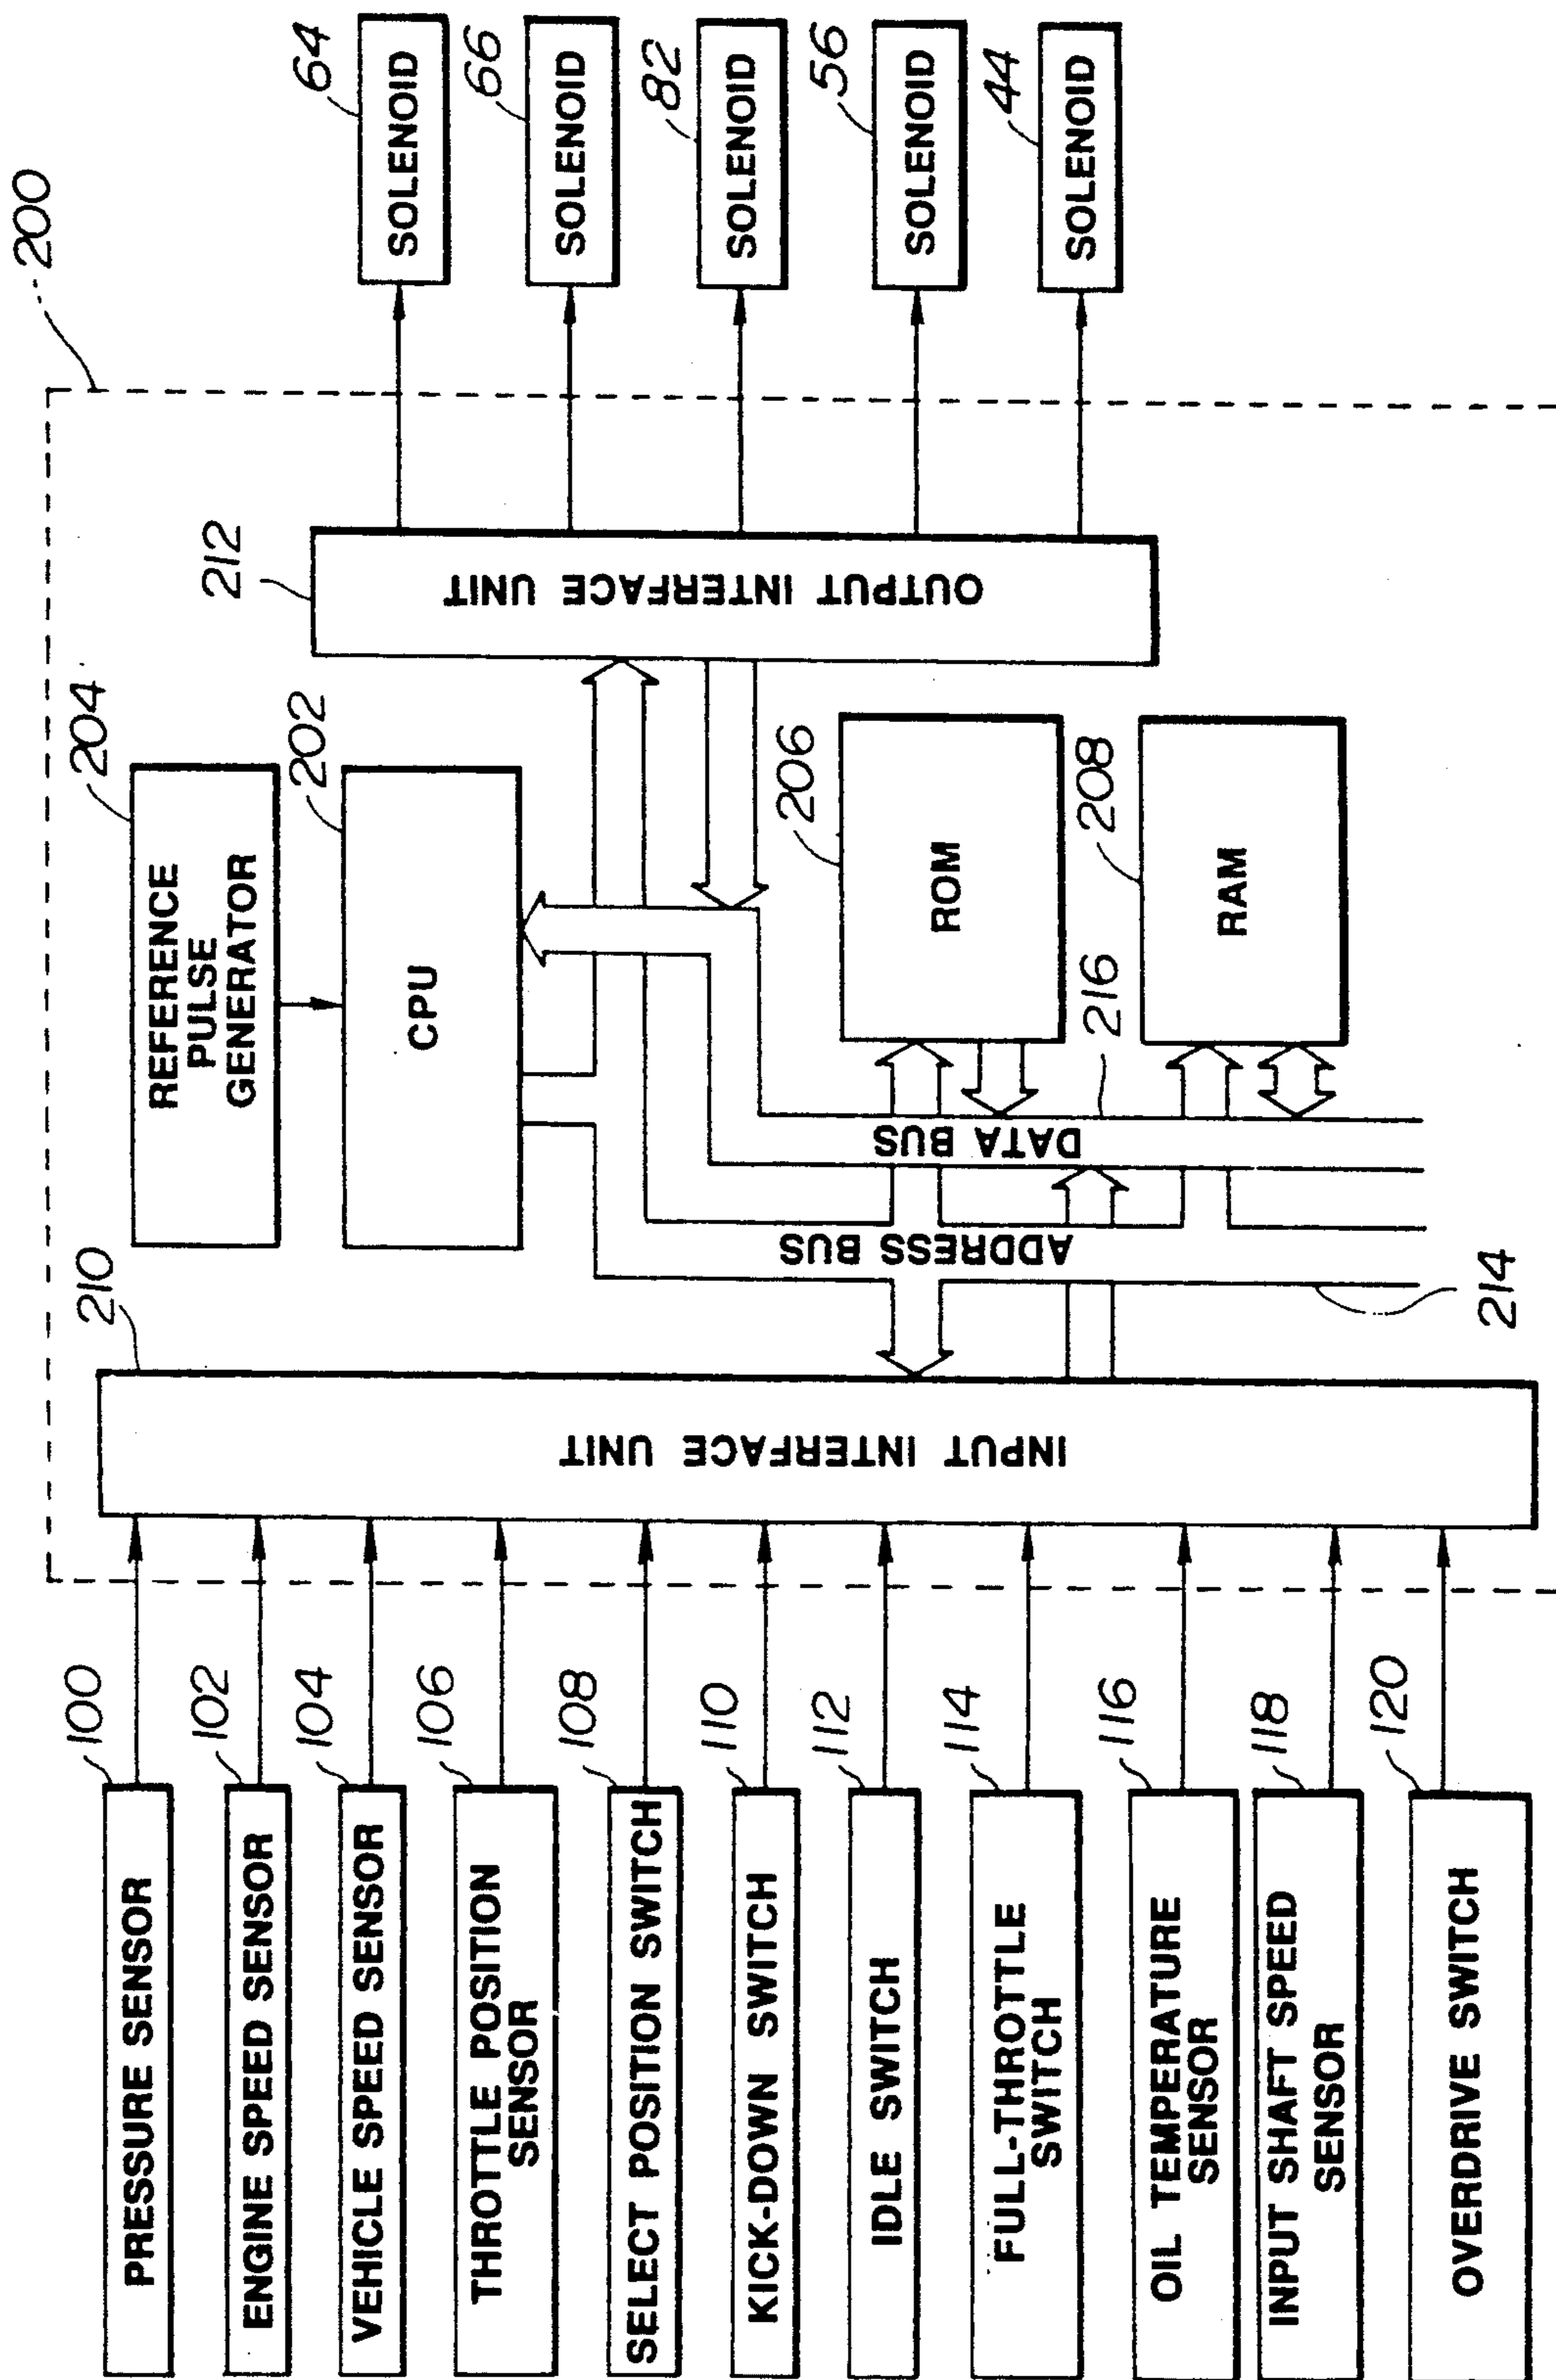 200
100
PRESSURE SENSOR
102
ENGINE SPEED SENSOR
104
VEHICLE SPEED SENSOR
106
THROTTLE POSITION
SENSOR
108
SELECT POSITION SWITCH
110
KICK-DOWN SWITCH
112
IDLE SWITCH
114
FULL-THROTTLE
SWITCH
116
OIL TEMPERATURE
SENSOR
118
INPUT SHAFT SPEED
SENSOR
120
OVERDRIVE SWITCH
210
INPUT INTERFACE UNIT
204
REFERENCE
PULSE
GENERATOR
202
CPU
ADDRESS BUS
214
DATA BUS
216
206
ROM
208
RAM
212
OUTPUT INTERFACE UNIT
64
SOLENOID
66
SOLENOID
82
SOLENOID
56
SOLENOID
44
SOLENOID